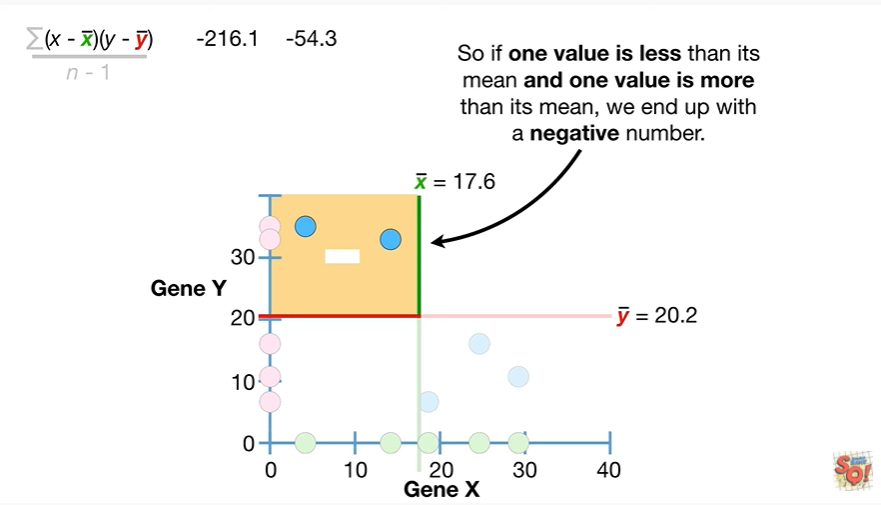 ∑(x - x̄)(y - ȳ)
n - 1
-216.1 -54.3
So if one value is less than its
mean and one value is more
than its mean, we end up with
a negative number.
x̄ = 17.6
30
Gene Y
20
ȳ = 20.2
10
0
0 10 20 30 40
Gene X
SQ!